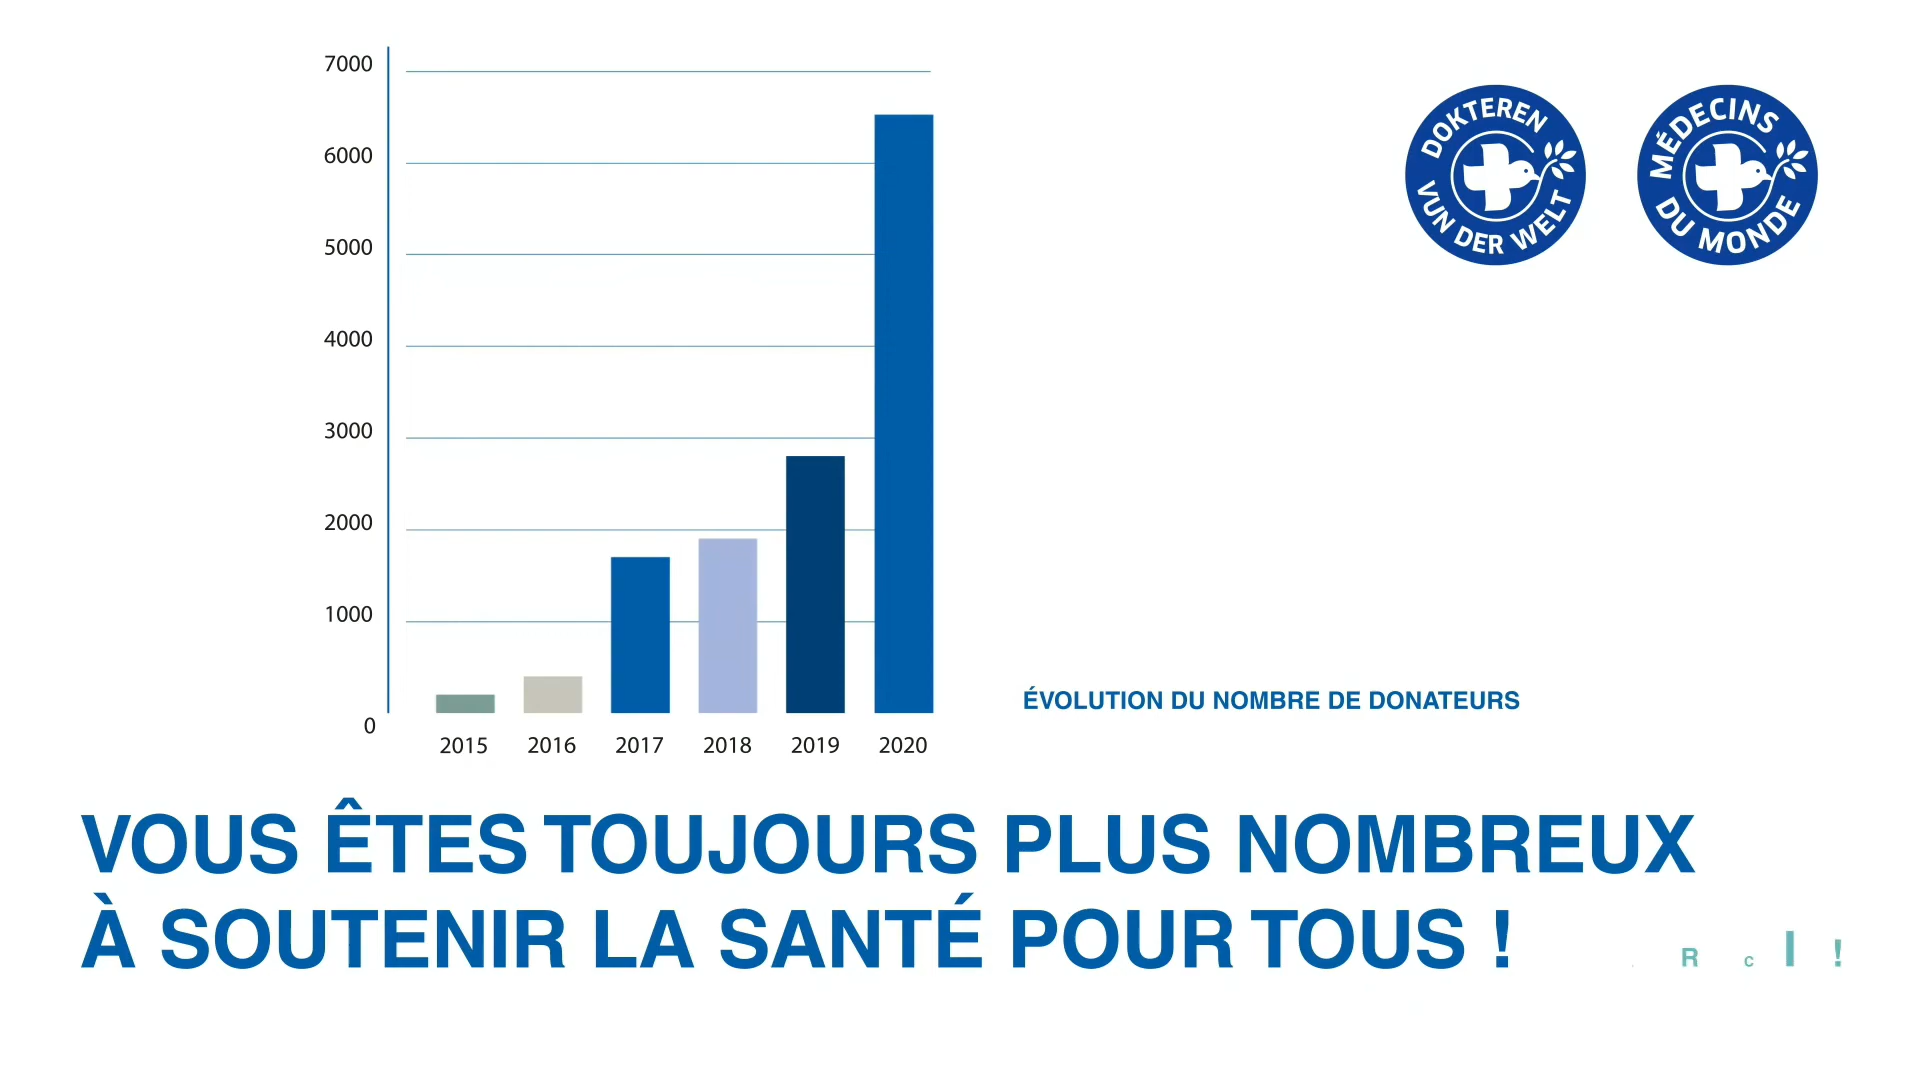 7000
6000
5000
4000
3000
2000
1000
0
2015 2016 2017 2018 2019 2020
DOKTEREN
VUN DER WELT
MÉDECINS
DU MONDE
ÉVOLUTION DU NOMBRE DE DONATEURS
VOUS ÊTES TOUJOURS PLUS NOMBREUX
À SOUTENIR LA SANTÉ POUR TOUS !
R c I !